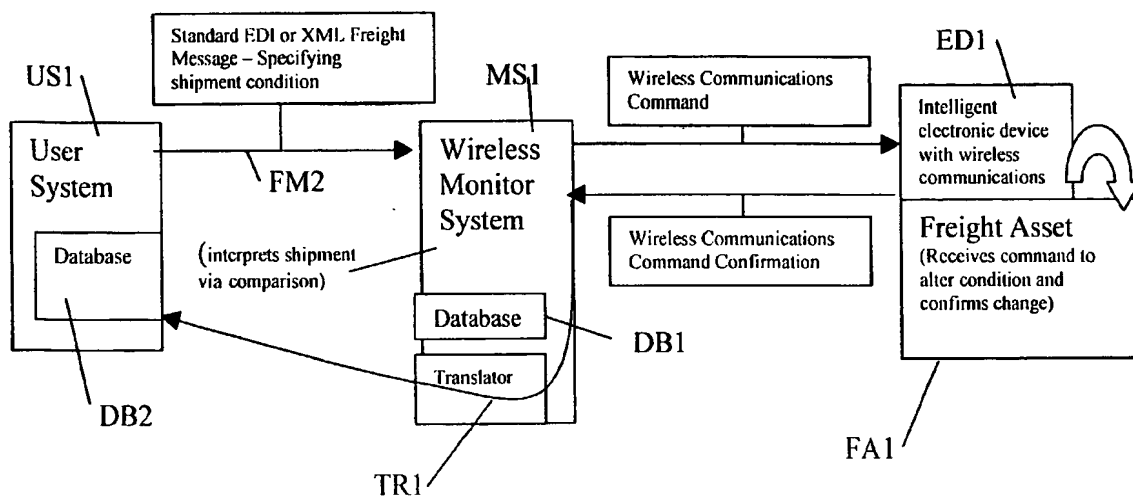 Standard EDI or XML Freight
Message – Specifying
shipment condition
US1
User
System
Database
DB2
FM2
MS1
Wireless
Monitor
System
(interprets shipment
via comparison)
Database
DB1
Translator
TR1
Wireless Communications
Command
Wireless Communications
Command Confirmation
ED1
Intelligent
electronic device
with wireless
communications
Freight Asset
(Receives command to
alter condition and
confirms change)
FA1